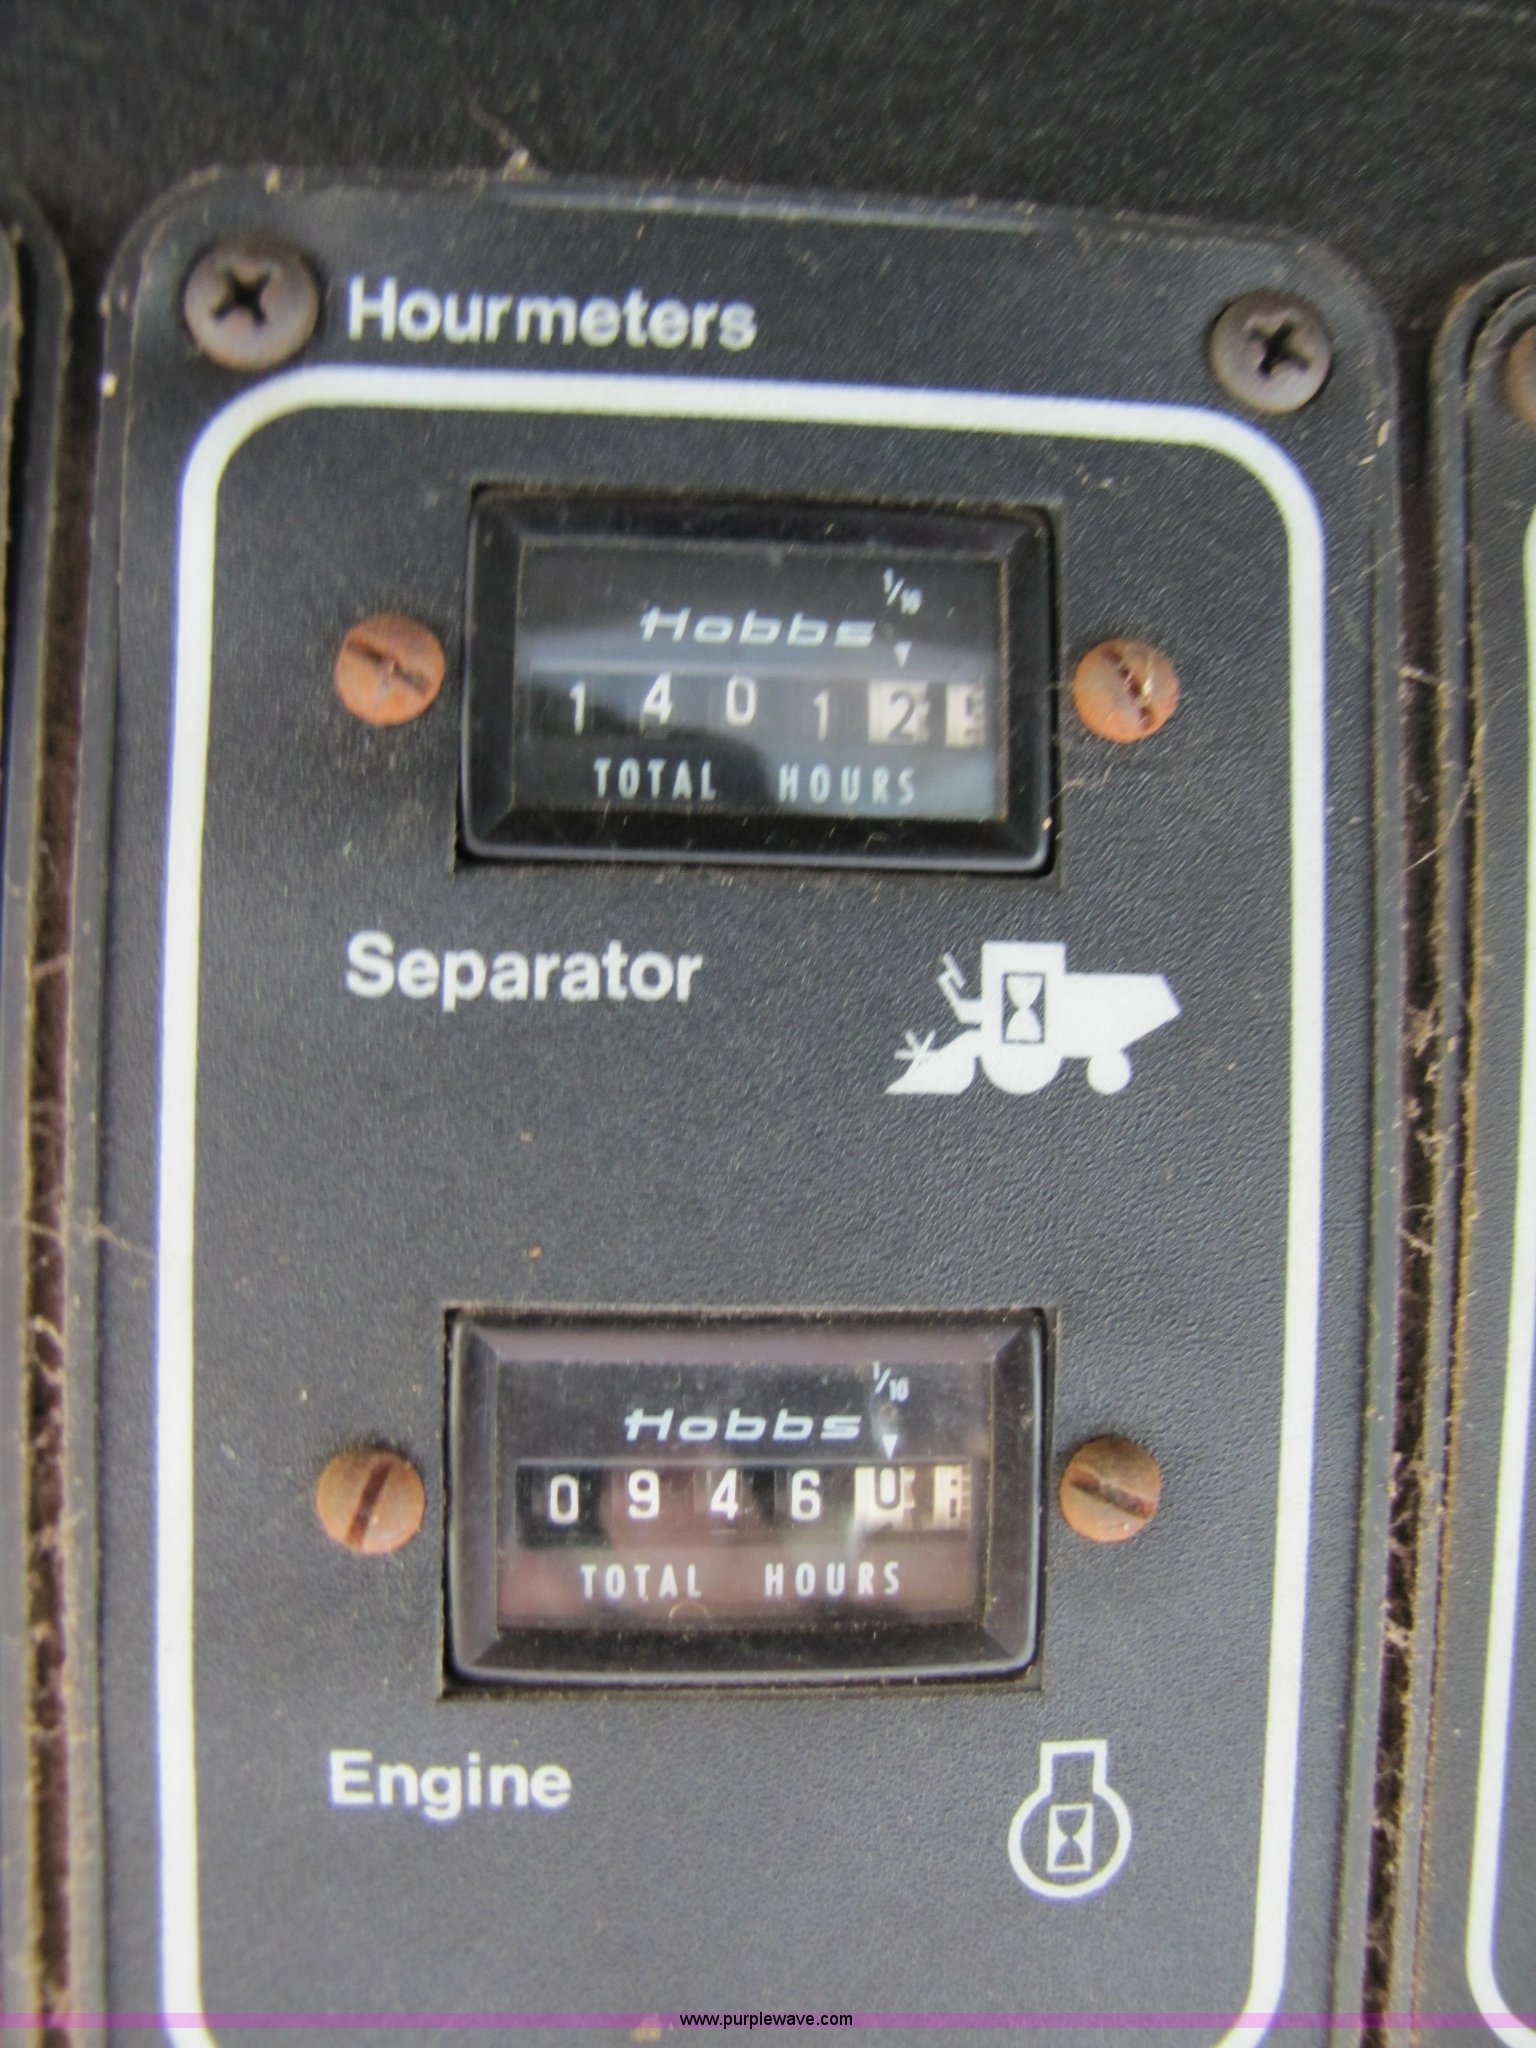 Hourmeters
1/10
Hobbs
1 4 0 1 2
TOTAL HOURS
Separator
1/10
Hobbs
0 9 4 6 0
TOTAL HOURS
Engine
www.purplewave.com